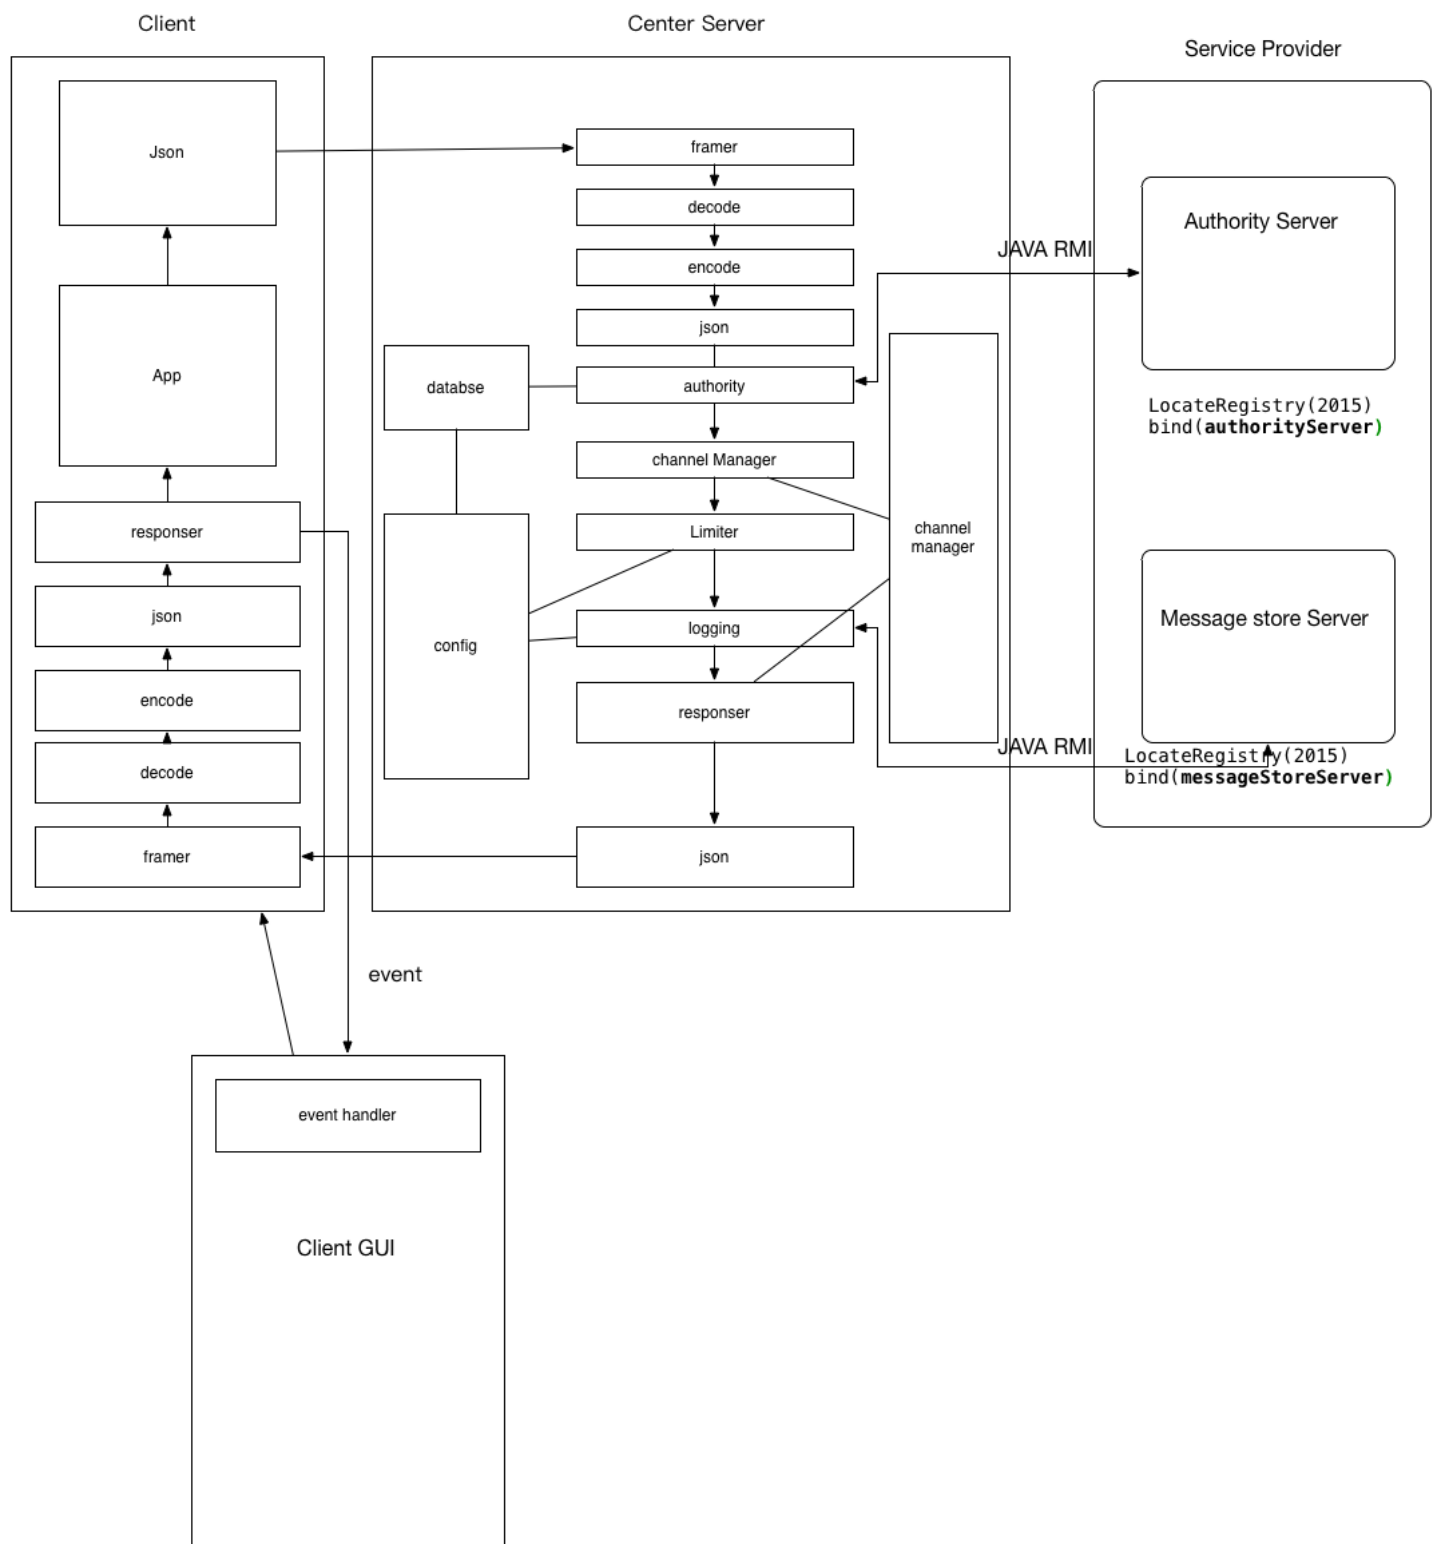 Client
Center Server
Service Provider
Json
App
responser
json
encode
decode
framer
framer
decode
encode
json
authority
channel Manager
Limiter
logging
responser
json
databse
config
channel
manager
JAVA RMI
JAVA RMI
Authority Server
LocateRegistry(2015)
bind(authorityServer)
Message store Server
LocateRegistry(2015)
bind(messageStoreServer)
event
event handler
Client GUI